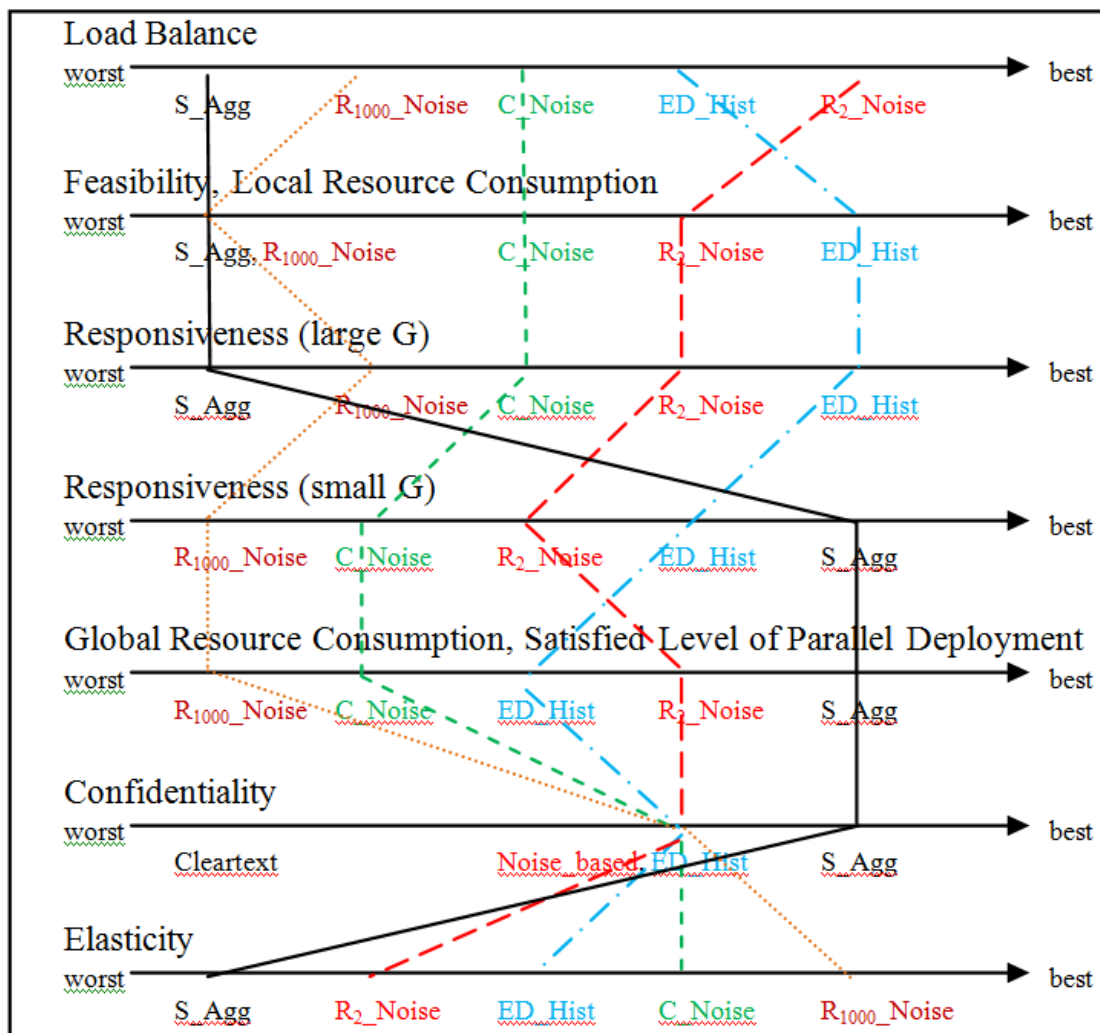 Load Balance
worst best
S_Agg R1000_Noise C_Noise ED_Hist R2_Noise
Feasibility, Local Resource Consumption
worst best
S_Agg, R1000_Noise C_Noise R2_Noise ED_Hist
Responsiveness (large G)
worst best
S_Agg R1000_Noise C_Noise R2_Noise ED_Hist
Responsiveness (small G)
worst best
R1000_Noise C_Noise R2_Noise ED_Hist S_Agg
Global Resource Consumption, Satisfied Level of Parallel Deployment
worst best
R1000_Noise C_Noise ED_Hist R2_Noise S_Agg
Confidentiality
worst best
Cleartext Noise_based, ED_Hist S_Agg
Elasticity
worst best
S_Agg R2_Noise ED_Hist C_Noise R1000_Noise